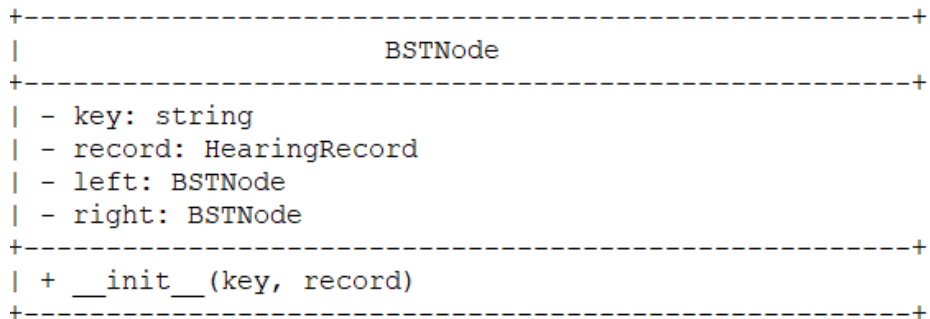 +------------------------------------------------------+
|                      BSTNode
+------------------------------------------------------+
| - key: string
| - record: HearingRecord
| - left: BSTNode
| - right: BSTNode
+------------------------------------------------------+
| + __init__(key, record)
+------------------------------------------------------+